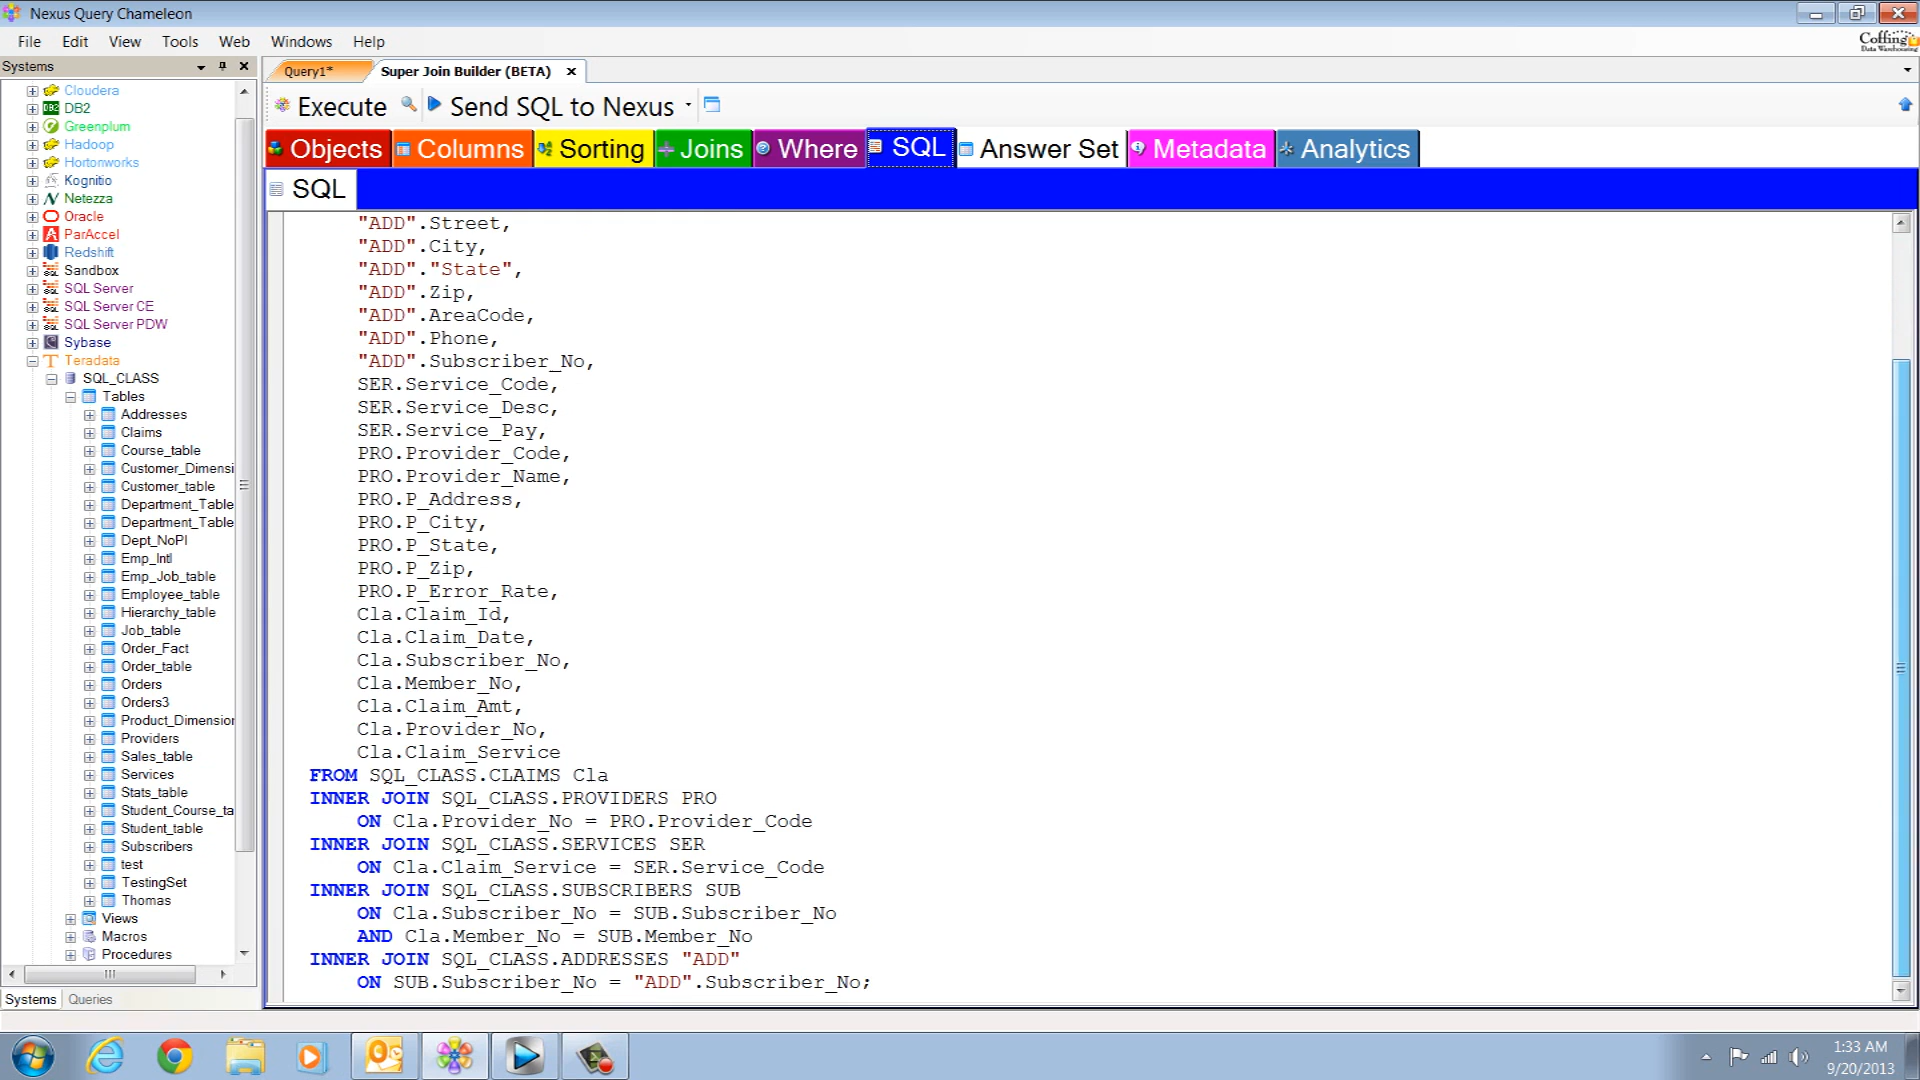 Nexus Query Chameleon
File Edit View Tools Web Windows Help
Coffing
Data Warehousing
Systems
Query1*
Super Join Builder (BETA)
Execute
Send SQL to Nexus
Objects
Columns
Sorting
Joins
Where
SQL
Answer Set
Metadata
Analytics
SQL
Cloudera
DB2
DB2
Greenplum
Hadoop
Hortonworks
Kognitio
Netezza
Oracle
ParAccel
Redshift
Sandbox
SQL Server
SQL Server CE
SQL Server PDW
Sybase
Teradata
SQL_CLASS
Tables
Addresses
Claims
Course_table
Customer_Dimensi
Customer_table
Department_Table
Department_Table
Dept_NoPI
Emp_Intl
Emp_Job_table
Employee_table
Hierarchy_table
Job_table
Order_Fact
Order_table
Orders
Orders3
Product_Dimension
Providers
Sales_table
Services
Stats_table
Student_Course_ta
Student_table
Subscribers
test
TestingSet
Thomas
Views
Macros
Procedures
Systems
Queries
"ADD".Street,
"ADD".City,
"ADD"."State",
"ADD".Zip,
"ADD".AreaCode,
"ADD".Phone,
"ADD".Subscriber_No,
SER.Service_Code,
SER.Service_Desc,
SER.Service_Pay,
PRO.Provider_Code,
PRO.Provider_Name,
PRO.P_Address,
PRO.P_City,
PRO.P_State,
PRO.P_Zip,
PRO.P_Error_Rate,
Cla.Claim_Id,
Cla.Claim_Date,
Cla.Subscriber_No,
Cla.Member_No,
Cla.Claim_Amt,
Cla.Provider_No,
Cla.Claim_Service
FROM SQL_CLASS.CLAIMS Cla
INNER JOIN SQL_CLASS.PROVIDERS PRO
ON Cla.Provider_No = PRO.Provider_Code
INNER JOIN SQL_CLASS.SERVICES SER
ON Cla.Claim_Service = SER.Service_Code
INNER JOIN SQL_CLASS.SUBSCRIBERS SUB
ON Cla.Subscriber_No = SUB.Subscriber_No
AND Cla.Member_No = SUB.Member_No
INNER JOIN SQL_CLASS.ADDRESSES "ADD"
ON SUB.Subscriber_No = "ADD".Subscriber_No;
1:33 AM
9/20/2013